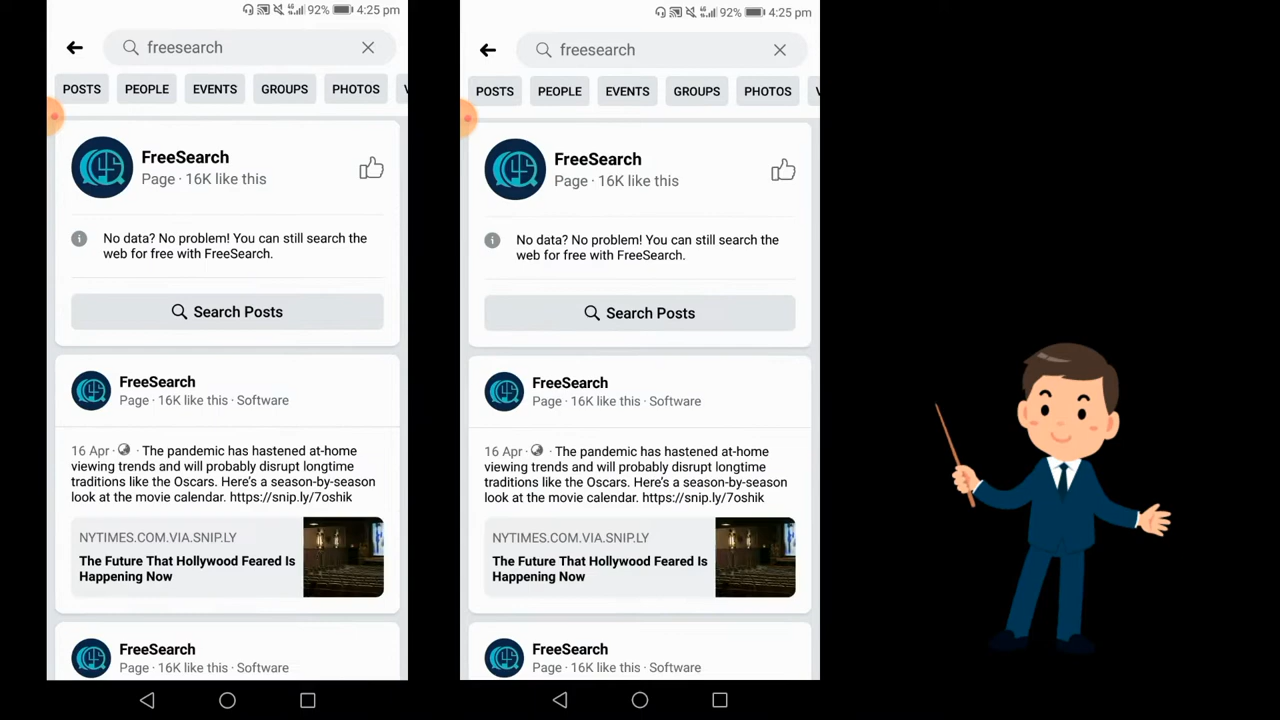 92% 4:25 pm
freesearch
POSTS PEOPLE EVENTS GROUPS PHOTOS V
FreeSearch
Page · 16K like this
No data? No problem! You can still search the
web for free with FreeSearch.
Search Posts
FreeSearch
Page · 16K like this · Software
16 Apr · · The pandemic has hastened at-home
viewing trends and will probably disrupt longtime
traditions like the Oscars. Here's a season-by-season
look at the movie calendar. https://snip.ly/7oshik
NYTIMES.COM.VIA.SNIP.LY
The Future That Hollywood Feared Is
Happening Now
FreeSearch
Page · 16K like this · Software
92% 4:25 pm
freesearch
POSTS PEOPLE EVENTS GROUPS PHOTOS V
FreeSearch
Page · 16K like this
No data? No problem! You can still search the
web for free with FreeSearch.
Search Posts
FreeSearch
Page · 16K like this · Software
16 Apr · · The pandemic has hastened at-home
viewing trends and will probably disrupt longtime
traditions like the Oscars. Here's a season-by-season
look at the movie calendar. https://snip.ly/7oshik
NYTIMES.COM.VIA.SNIP.LY
The Future That Hollywood Feared Is
Happening Now
FreeSearch
Page · 16K like this · Software